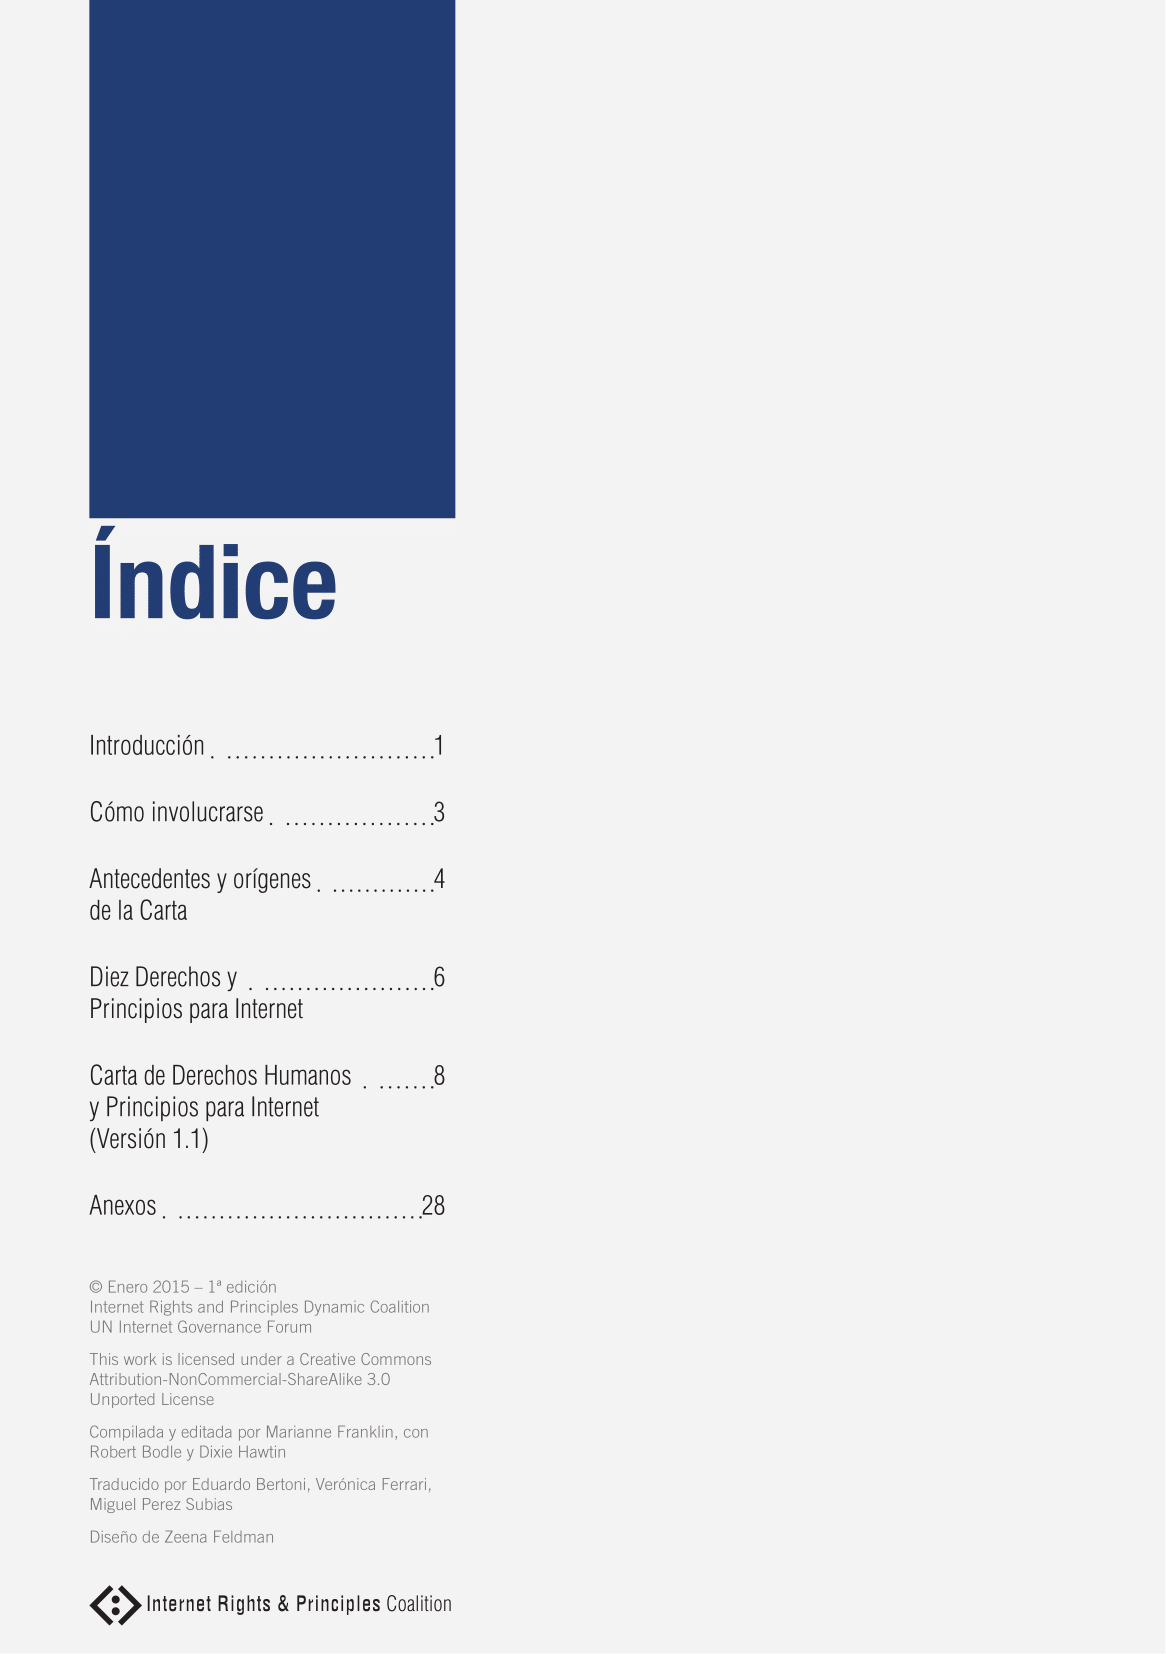 Índice
Introducción . .........................1
Cómo involucrarse . ..................3
Antecedentes y orígenes . .............4
de la Carta
Diez Derechos y . .....................6
Principios para Internet
Carta de Derechos Humanos . .......8
y Principios para Internet
(Versión 1.1)
Anexos . ..............................28
© Enero 2015 – 1ª edición
Internet Rights and Principles Dynamic Coalition
UN Internet Governance Forum
This work is licensed under a Creative Commons
Attribution-NonCommercial-ShareAlike 3.0
Unported License
Compilada y editada por Marianne Franklin, con
Robert Bodle y Dixie Hawtin
Traducido por Eduardo Bertoni, Verónica Ferrari,
Miguel Perez Subias
Diseño de Zeena Feldman
Internet Rights & Principles Coalition